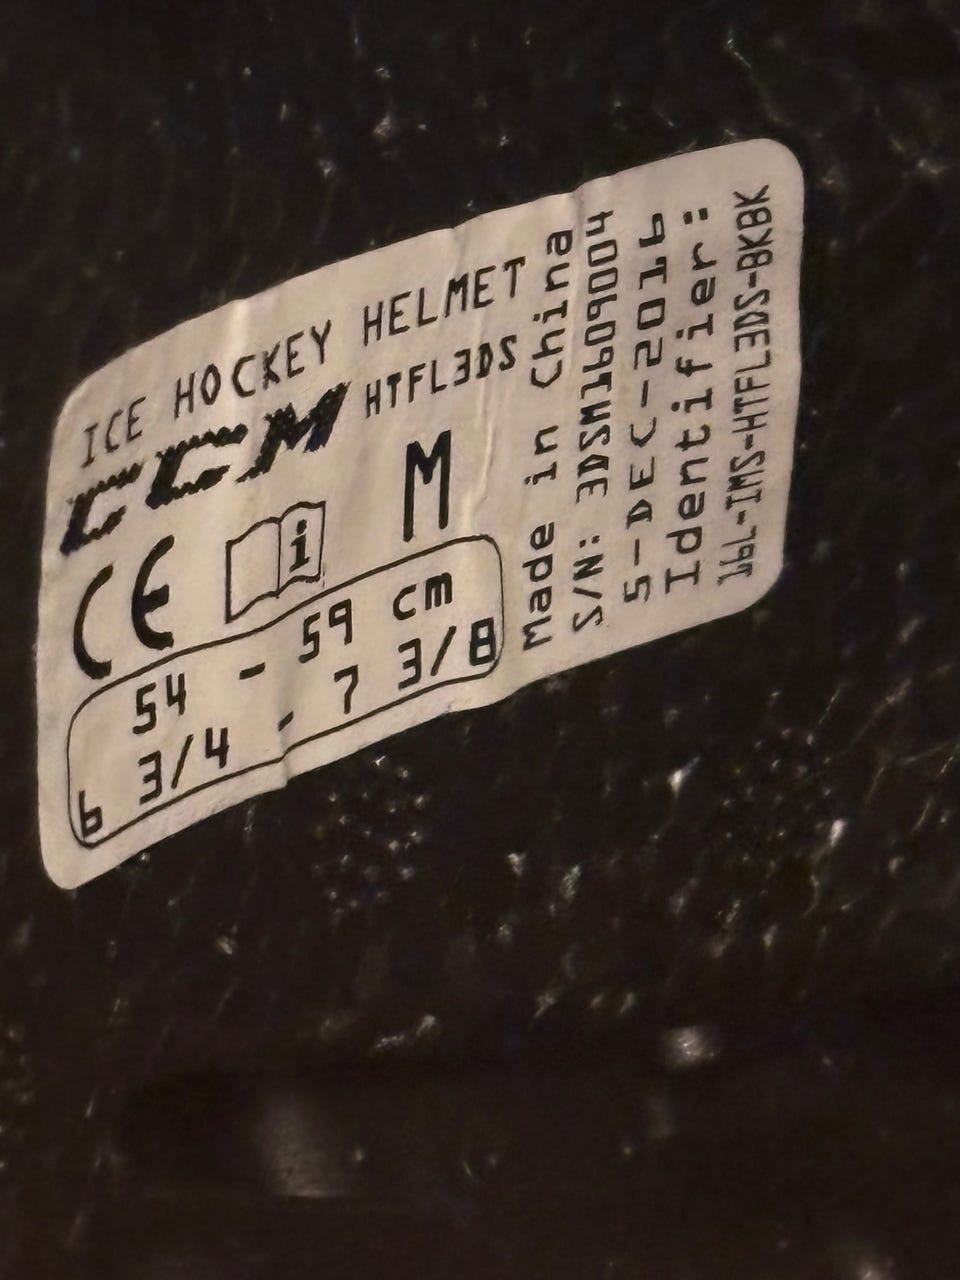 ICE HOCKEY HELMET
CCM HTFL3DS
CE i M
54 - 59 cm
6 3/4 - 7 3/8
Made in China
S/N: 3DSM1609004
5-DEC-2016
Identifier:
16L-IMS-HTFL3DS-BKBK